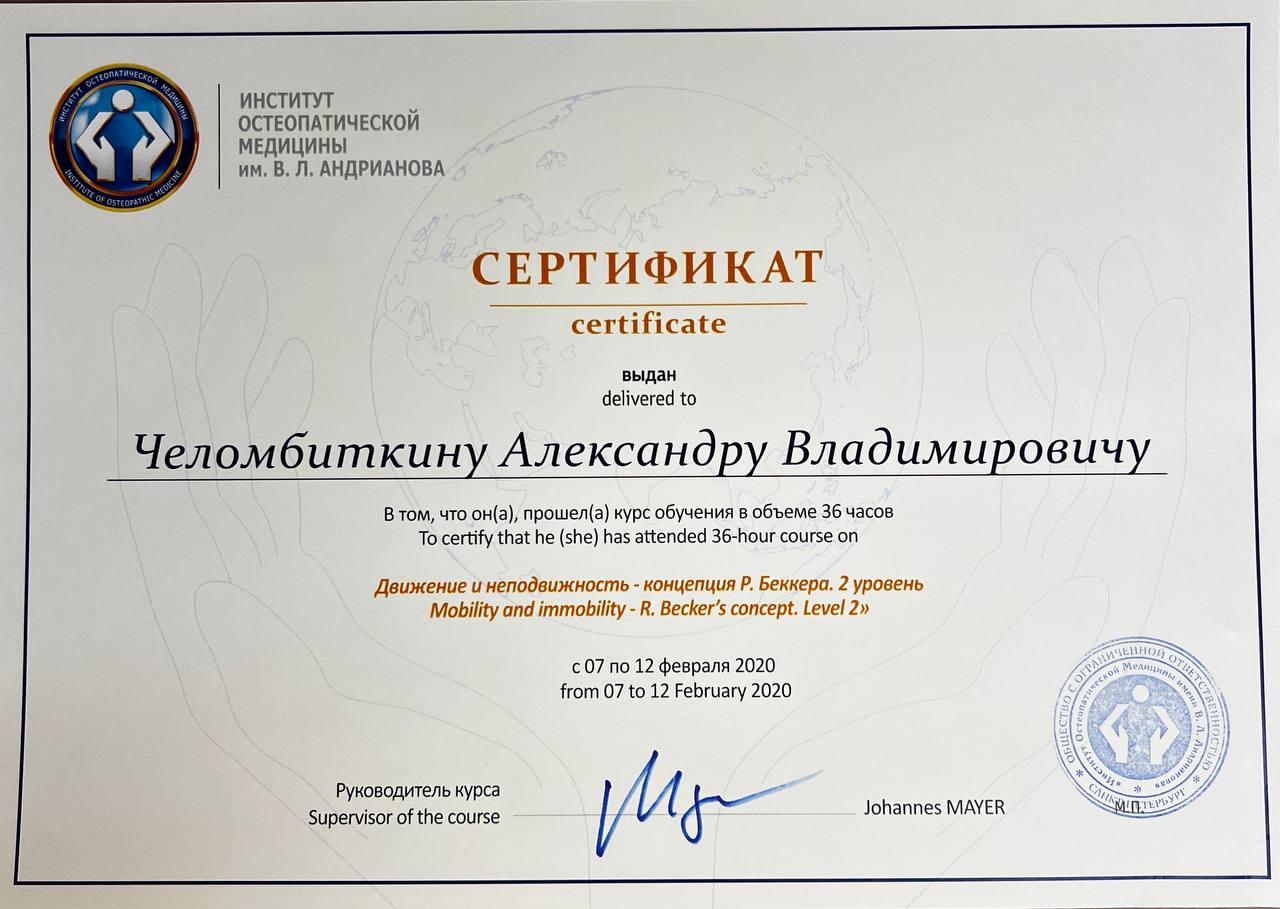 ИНСТИТУТ ОСТЕОПАТИЧЕСКОЙ МЕДИЦИНЫ
INSTITUTE OF OSTEOPATHIC MEDICINE
ИНСТИТУТ
ОСТЕОПАТИЧЕСКОЙ
МЕДИЦИНЫ
им. В. Л. АНДРИАНОВА
СЕРТИФИКАТ
certificate
выдан
delivered to
Челомбиткину Александру Владимировичу
В том, что он(а), прошел(а) курс обучения в объеме 36 часов
To certify that he (she) has attended 36-hour course on
Движение и неподвижность - концепция Р. Беккера. 2 уровень
Mobility and immobility - R. Becker’s concept. Level 2»
с 07 по 12 февраля 2020
from 07 to 12 February 2020
Руководитель курса
Supervisor of the course
Johannes MAYER
ОБЩЕСТВО С ОГРАНИЧЕННОЙ ОТВЕТСТВЕННОСТЬЮ
«Институт Остеопатической Медицины имени В. Л. Андрианова»
САНКТ-ПЕТЕРБУРГ
М.П.